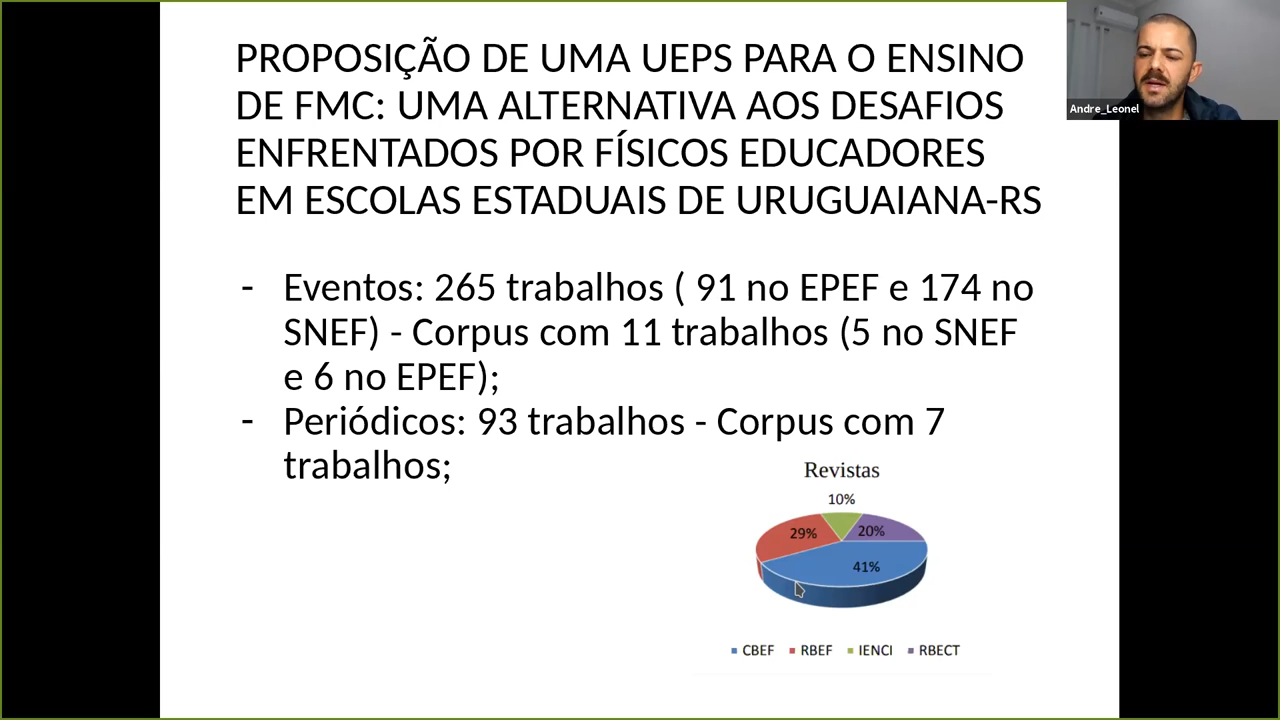 PROPOSIÇÃO DE UMA UEPS PARA O ENSINO
DE FMC: UMA ALTERNATIVA AOS DESAFIOS
ENFRENTADOS POR FÍSICOS EDUCADORES
EM ESCOLAS ESTADUAIS DE URUGUAIANA-RS
Andre_Leonel
- Eventos: 265 trabalhos ( 91 no EPEF e 174 no
SNEF) - Corpus com 11 trabalhos (5 no SNEF
e 6 no EPEF);
- Periódicos: 93 trabalhos - Corpus com 7
trabalhos;
Revistas
10%
29%
20%
41%
CBEF RBEF IENCI RBECT